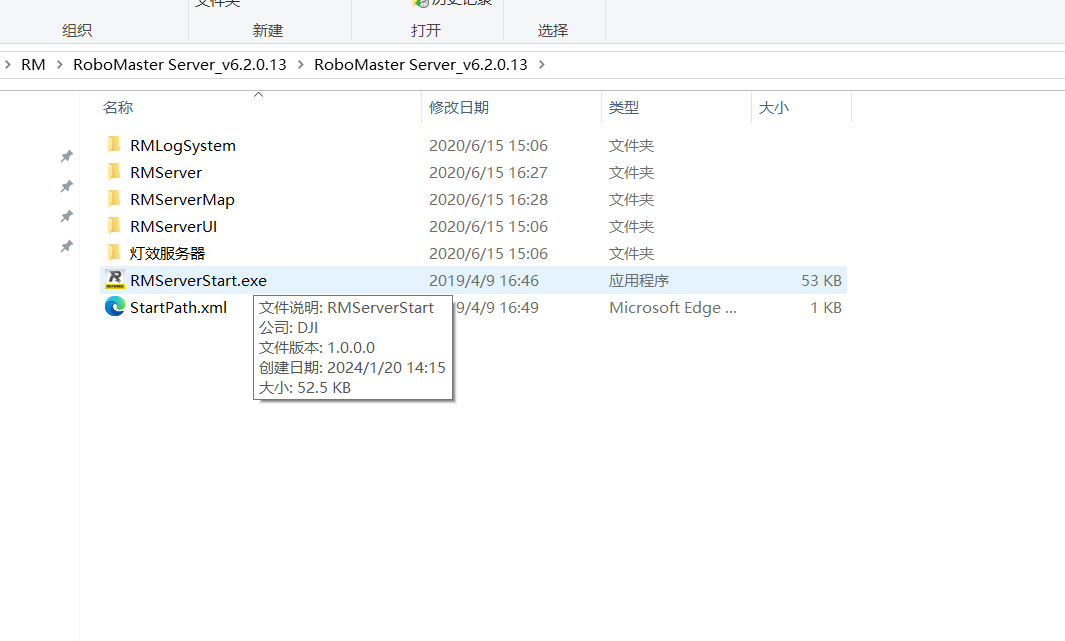 文件夹
历史记录
组织 新建 打开 选择
RM > RoboMaster Server_v6.2.0.13 > RoboMaster Server_v6.2.0.13 >
名称 修改日期 类型 大小
RMLogSystem 2020/6/15 15:06 文件夹
RMServer 2020/6/15 16:27 文件夹
RMServerMap 2020/6/15 16:28 文件夹
RMServerUI 2020/6/15 15:06 文件夹
灯效服务器 2020/6/15 15:06 文件夹
RMServerStart.exe 2019/4/9 16:46 应用程序 53 KB
StartPath.xml 9/4/9 16:49 Microsoft Edge ... 1 KB
文件说明: RMServerStart
公司: DJI
文件版本: 1.0.0.0
创建日期: 2024/1/20 14:15
大小: 52.5 KB